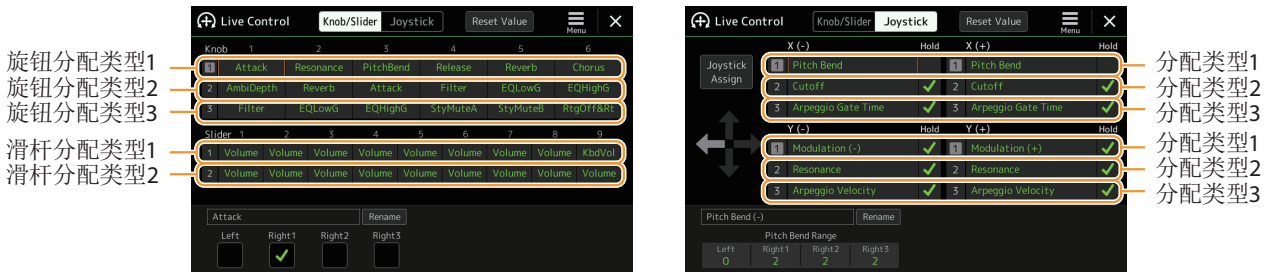 Live Control Knob/Slider Joystick Reset Value Menu
Knob 1 2 3 4 5 6
旋钮分配类型1 1 Attack Resonance PitchBend Release Reverb Chorus
旋钮分配类型2 2 AmbiDepth Reverb Attack Filter EQLowG EQHighG
旋钮分配类型3 3 Filter EQLowG EQHighG StyMuteA StyMuteB RtgOff&Rt
Slider 1 2 3 4 5 6 7 8 9
滑杆分配类型1 1 Volume Volume Volume Volume Volume Volume Volume Volume KbdVol
滑杆分配类型2 2 Volume Volume Volume Volume Volume Volume Volume Volume Volume
Attack Rename
Left Right1 Right2 Right3
Live Control Knob/Slider Joystick Reset Value Menu
X (-) Hold X (+) Hold
Joystick Assign
1 Pitch Bend 1 Pitch Bend 分配类型1
2 Cutoff 2 Cutoff 分配类型2
3 Arpeggio Gate Time 3 Arpeggio Gate Time 分配类型3
Y (-) Hold Y (+) Hold
1 Modulation (-) 1 Modulation (+) 分配类型1
2 Resonance 2 Resonance 分配类型2
3 Arpeggio Velocity 3 Arpeggio Velocity 分配类型3
Pitch Bend (-) Rename
Pitch Bend Range
Left Right1 Right2 Right3
0 2 2 2